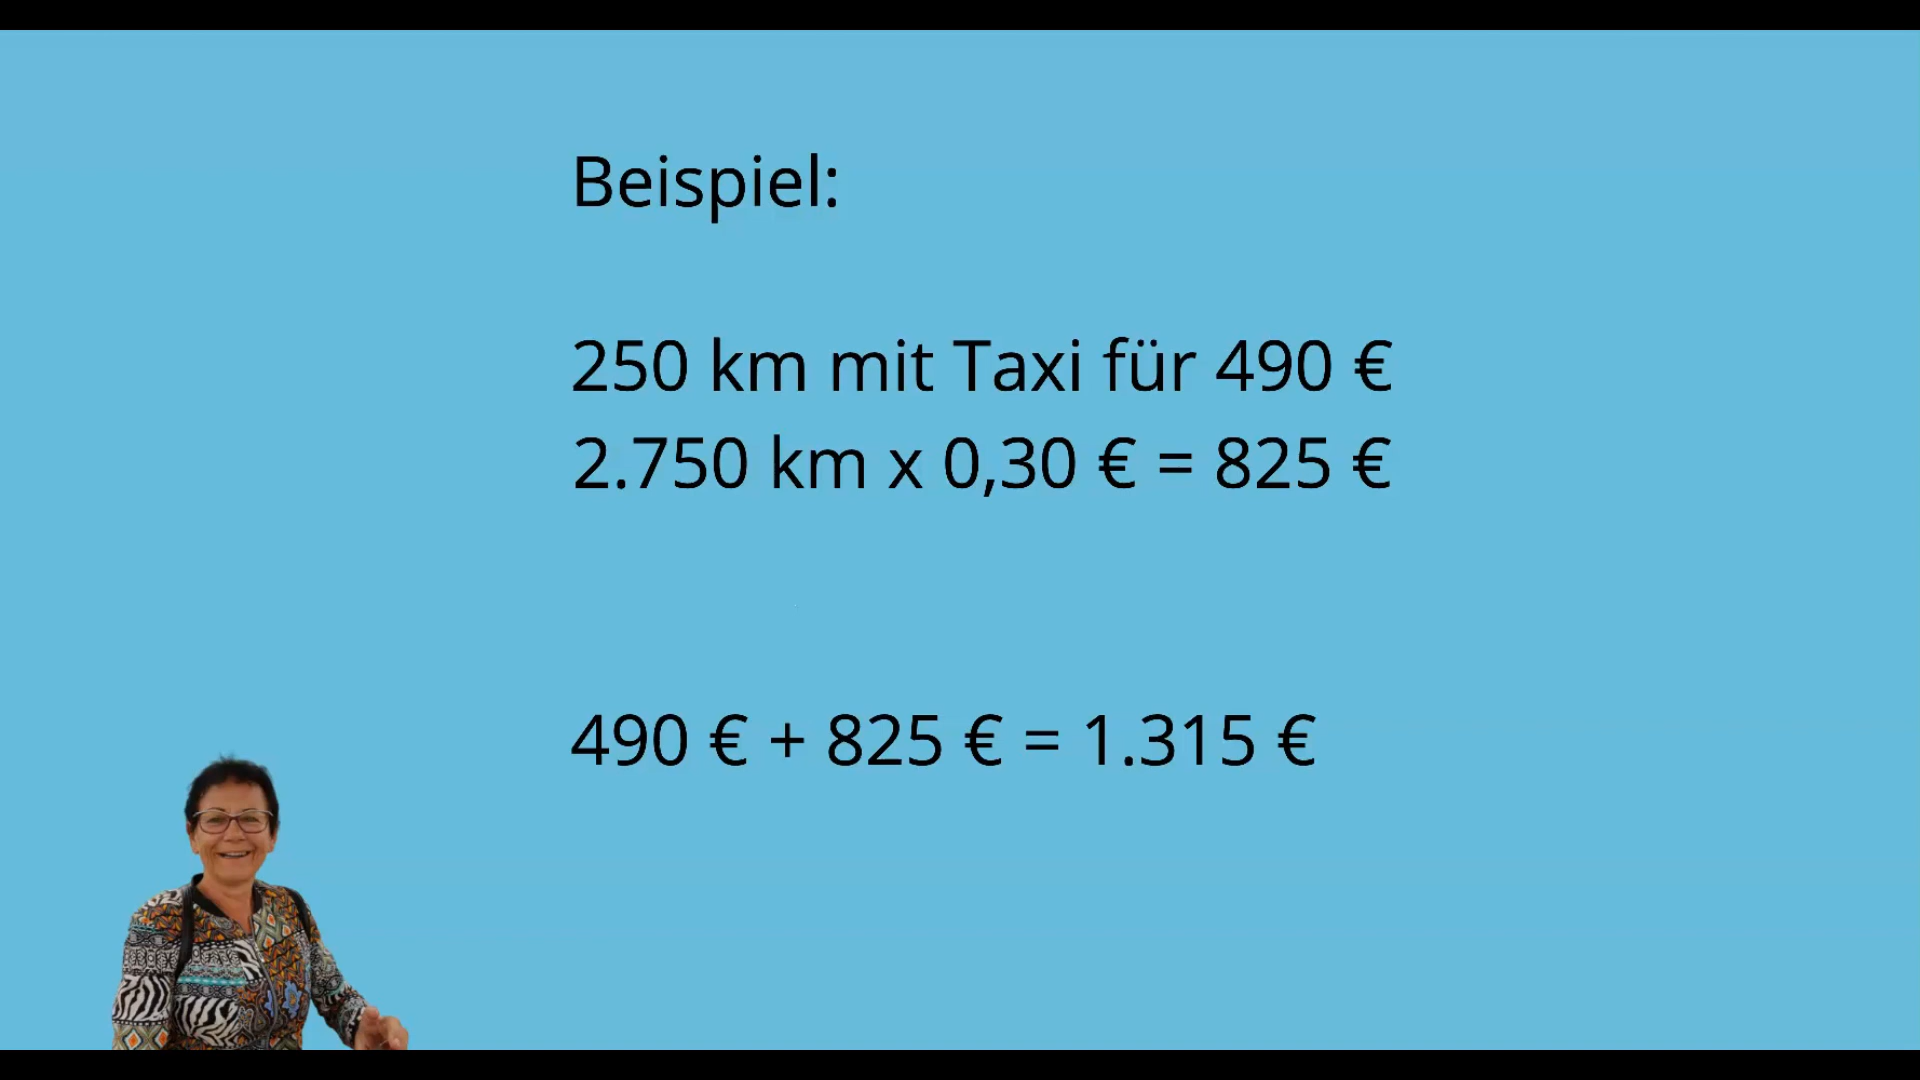 Beispiel:
250 km mit Taxi für 490 €
2.750 km x 0,30 € = 825 €
490 € + 825 € = 1.315 €